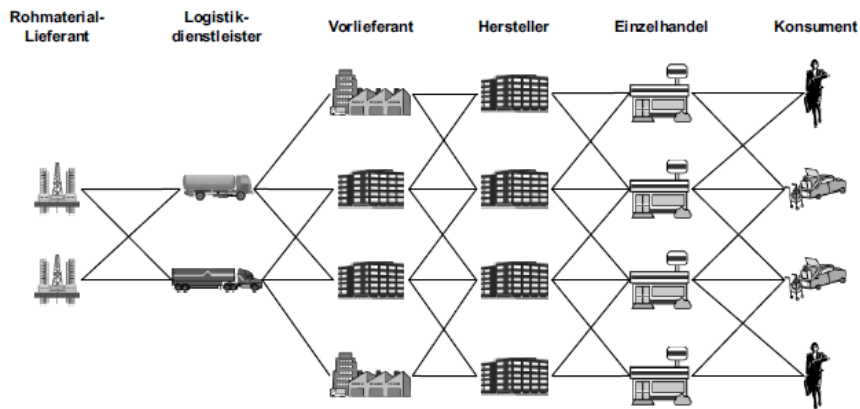 Rohmaterial-
Lieferant
Logistik-
dienstleister
Vorlieferant
Hersteller
Einzelhandel
Konsument